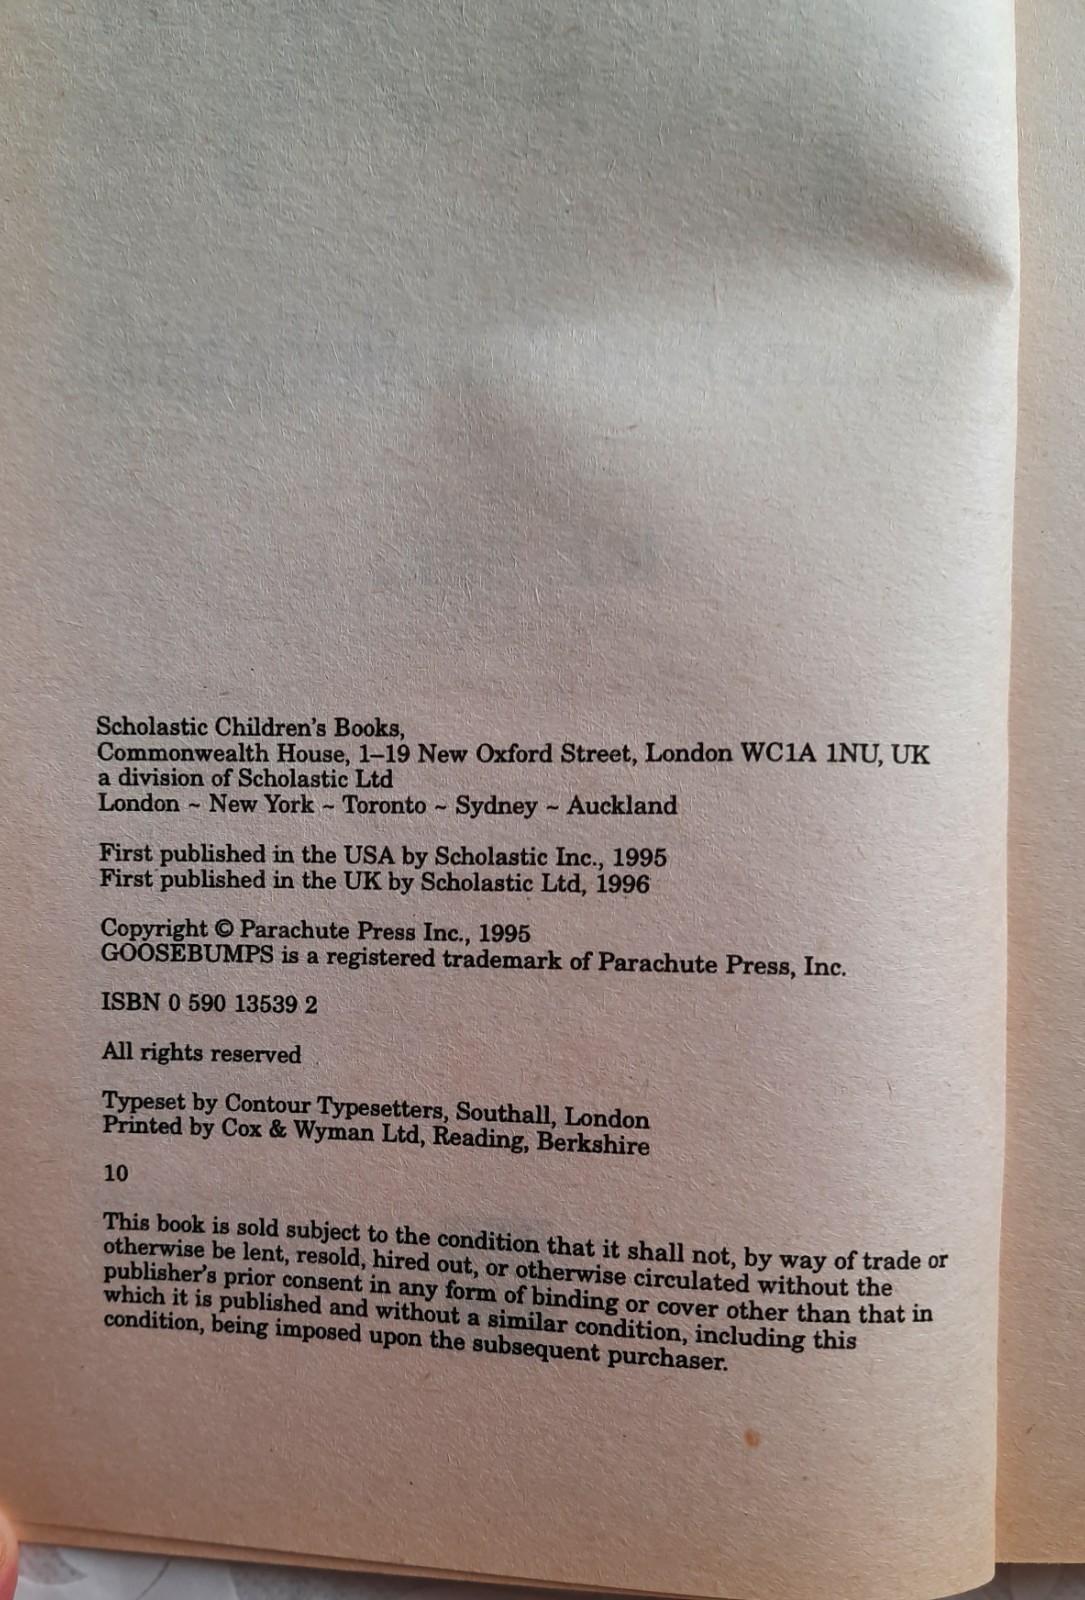 Scholastic Children's Books,
Commonwealth House, 1–19 New Oxford Street, London WC1A 1NU, UK
a division of Scholastic Ltd
London ~ New York ~ Toronto ~ Sydney ~ Auckland
First published in the USA by Scholastic Inc., 1995
First published in the UK by Scholastic Ltd, 1996
Copyright © Parachute Press Inc., 1995
GOOSEBUMPS is a registered trademark of Parachute Press, Inc.
ISBN 0 590 13539 2
All rights reserved
Typeset by Contour Typesetters, Southall, London
Printed by Cox & Wyman Ltd, Reading, Berkshire
10
This book is sold subject to the condition that it shall not, by way of trade or
otherwise be lent, resold, hired out, or otherwise circulated without the
publisher's prior consent in any form of binding or cover other than that in
which it is published and without a similar condition, including this
condition, being imposed upon the subsequent purchaser.